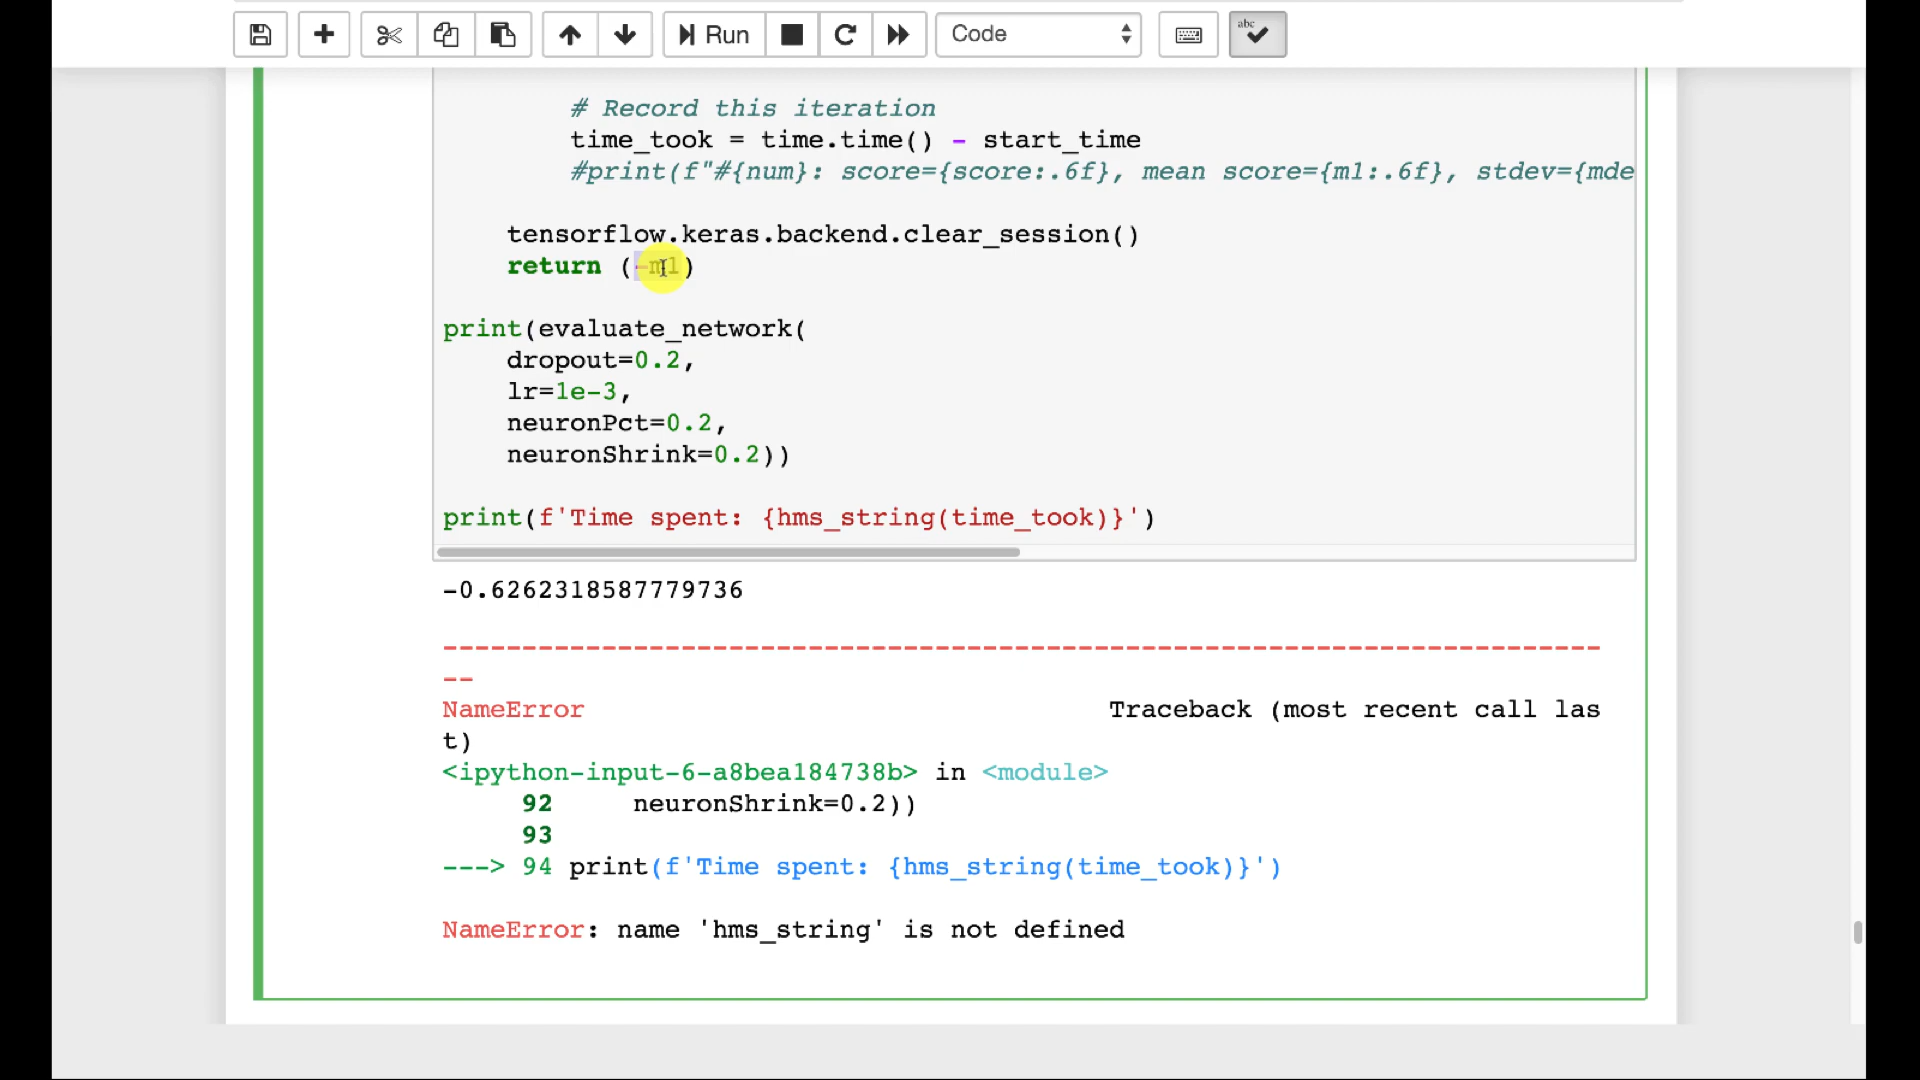 Run
Code
abc
# Record this iteration
time_took = time.time() - start_time
#print(f"#{num}: score={score:.6f}, mean score={m1:.6f}, stdev={mde
tensorflow.keras.backend.clear_session()
return (-m1)
print(evaluate_network(
dropout=0.2,
lr=1e-3,
neuronPct=0.2,
neuronShrink=0.2))
print(f'Time spent: {hms_string(time_took)}')
-0.6262318587779736
---------------------------------------------------------------------------
--
NameError Traceback (most recent call las
t)
<ipython-input-6-a8bea184738b> in <module>
92 neuronShrink=0.2))
93
---> 94 print(f'Time spent: {hms_string(time_took)}')
NameError: name 'hms_string' is not defined